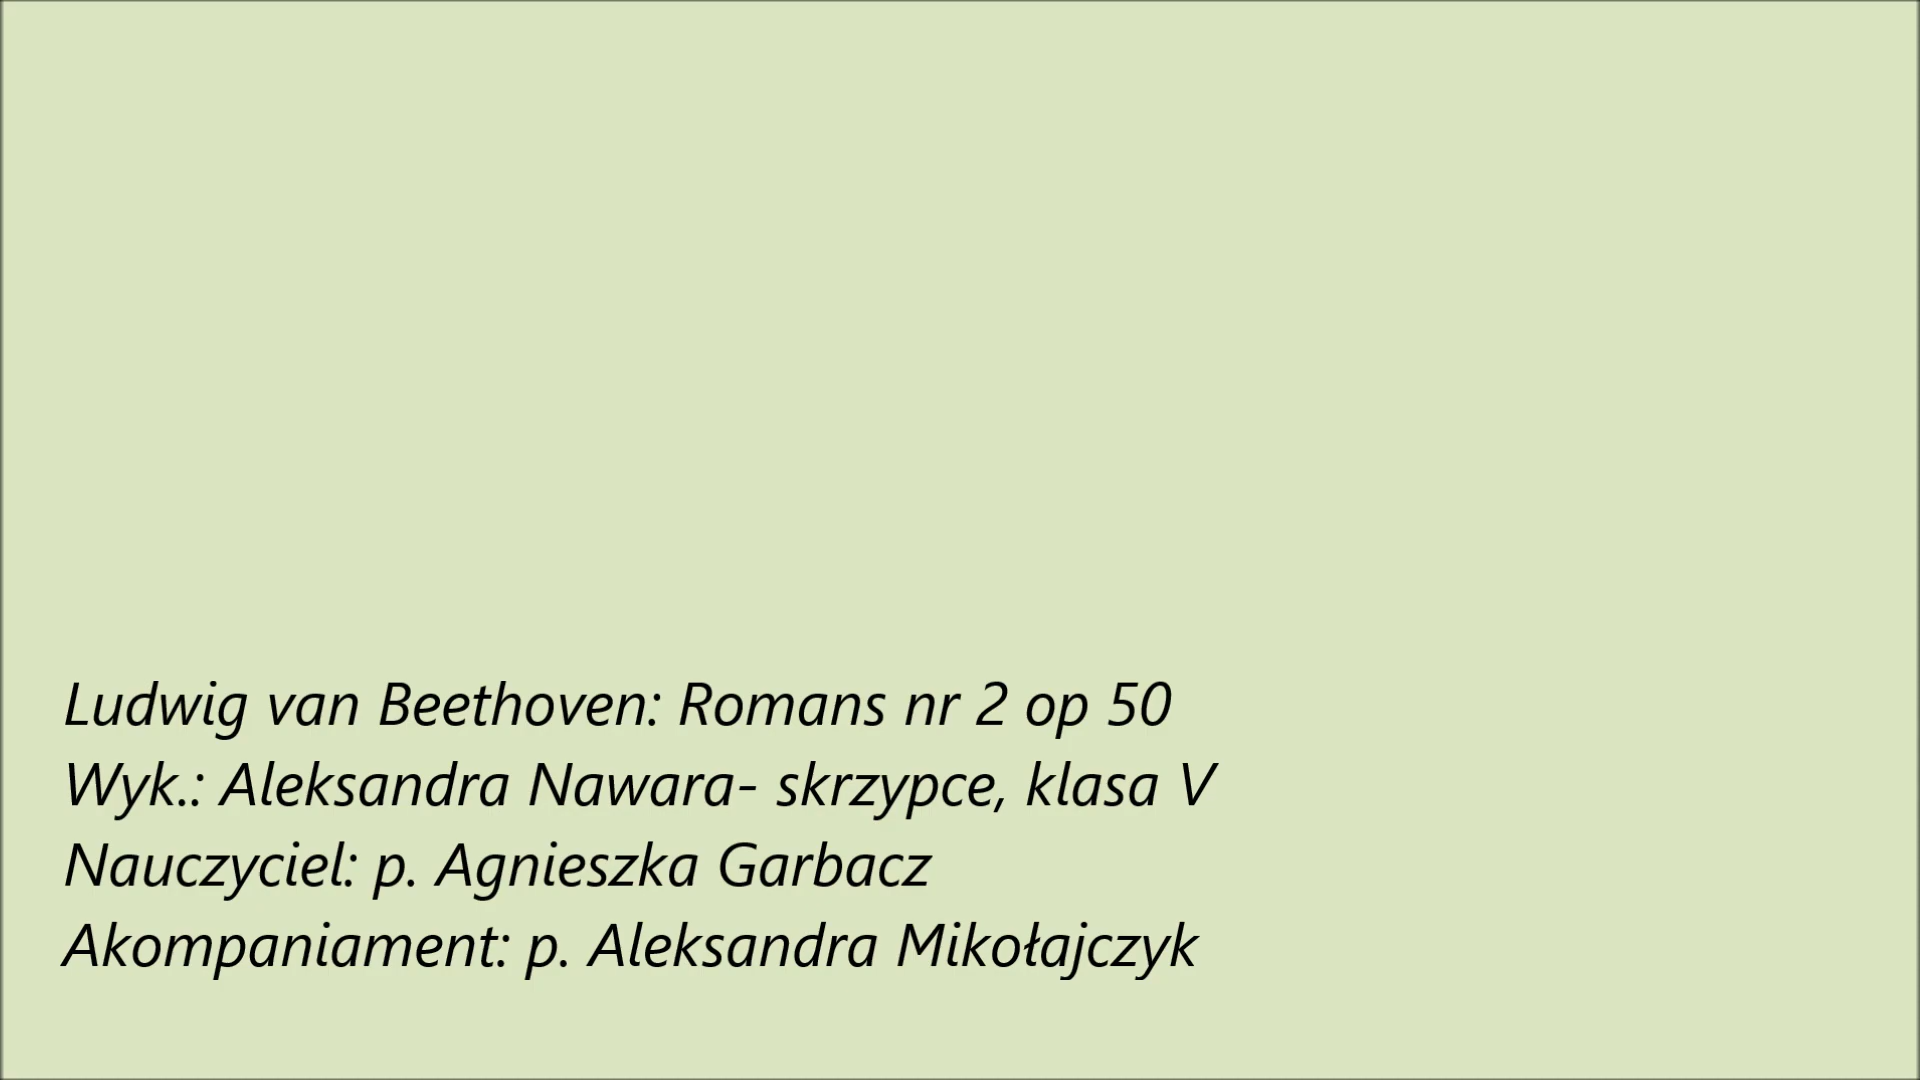 Ludwig van Beethoven: Romans nr 2 op 50
Wyk.: Aleksandra Nawara- skrzypce, klasa V
Nauczyciel: p. Agnieszka Garbacz
Akompaniament: p. Aleksandra Mikołajczyk